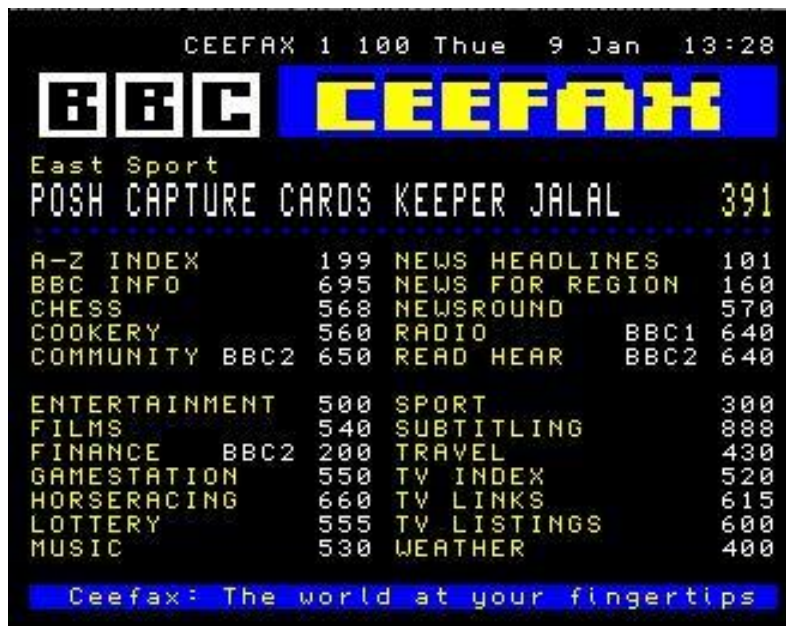 CEEFAX 1 100 Thue 9 Jan 13:28
BBC CEEFAX
East Sport
POSH CAPTURE CARDS KEEPER JALAL 391
A-Z INDEX 199 NEWS HEADLINES 101
BBC INFO 695 NEWS FOR REGION 160
CHESS 568 NEWSROUND 570
COOKERY 560 RADIO BBC1 640
COMMUNITY BBC2 650 READ HEAR BBC2 640
ENTERTAINMENT 500 SPORT 300
FILMS 540 SUBTITLING 888
FINANCE BBC2 200 TRAVEL 430
GAMESTATION 550 TV INDEX 520
HORSERACING 660 TV LINKS 615
LOTTERY 555 TV LISTINGS 600
MUSIC 530 WEATHER 400
Ceefax: The world at your fingertips